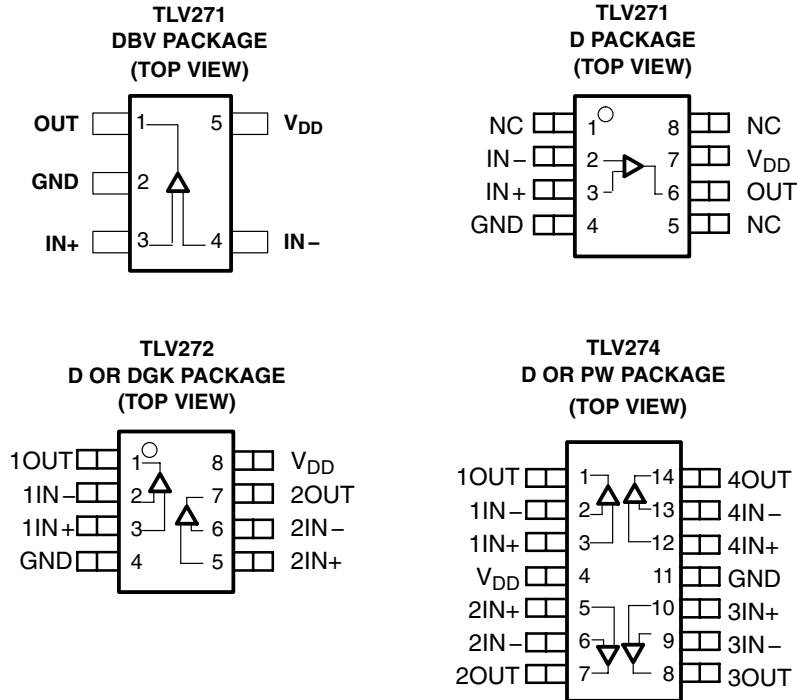 TLV271
DBV PACKAGE
(TOP VIEW)
OUT 1 5 VDD
GND 2
IN+ 3 4 IN−
TLV271
D PACKAGE
(TOP VIEW)
NC 1 8 NC
IN− 2 7 VDD
IN+ 3 6 OUT
GND 4 5 NC
TLV272
D OR DGK PACKAGE
(TOP VIEW)
1OUT 1 8 VDD
1IN− 2 7 2OUT
1IN+ 3 6 2IN−
GND 4 5 2IN+
TLV274
D OR PW PACKAGE
(TOP VIEW)
1OUT 1 14 4OUT
1IN− 2 13 4IN−
1IN+ 3 12 4IN+
VDD 4 11 GND
2IN+ 5 10 3IN+
2IN− 6 9 3IN−
2OUT 7 8 3OUT